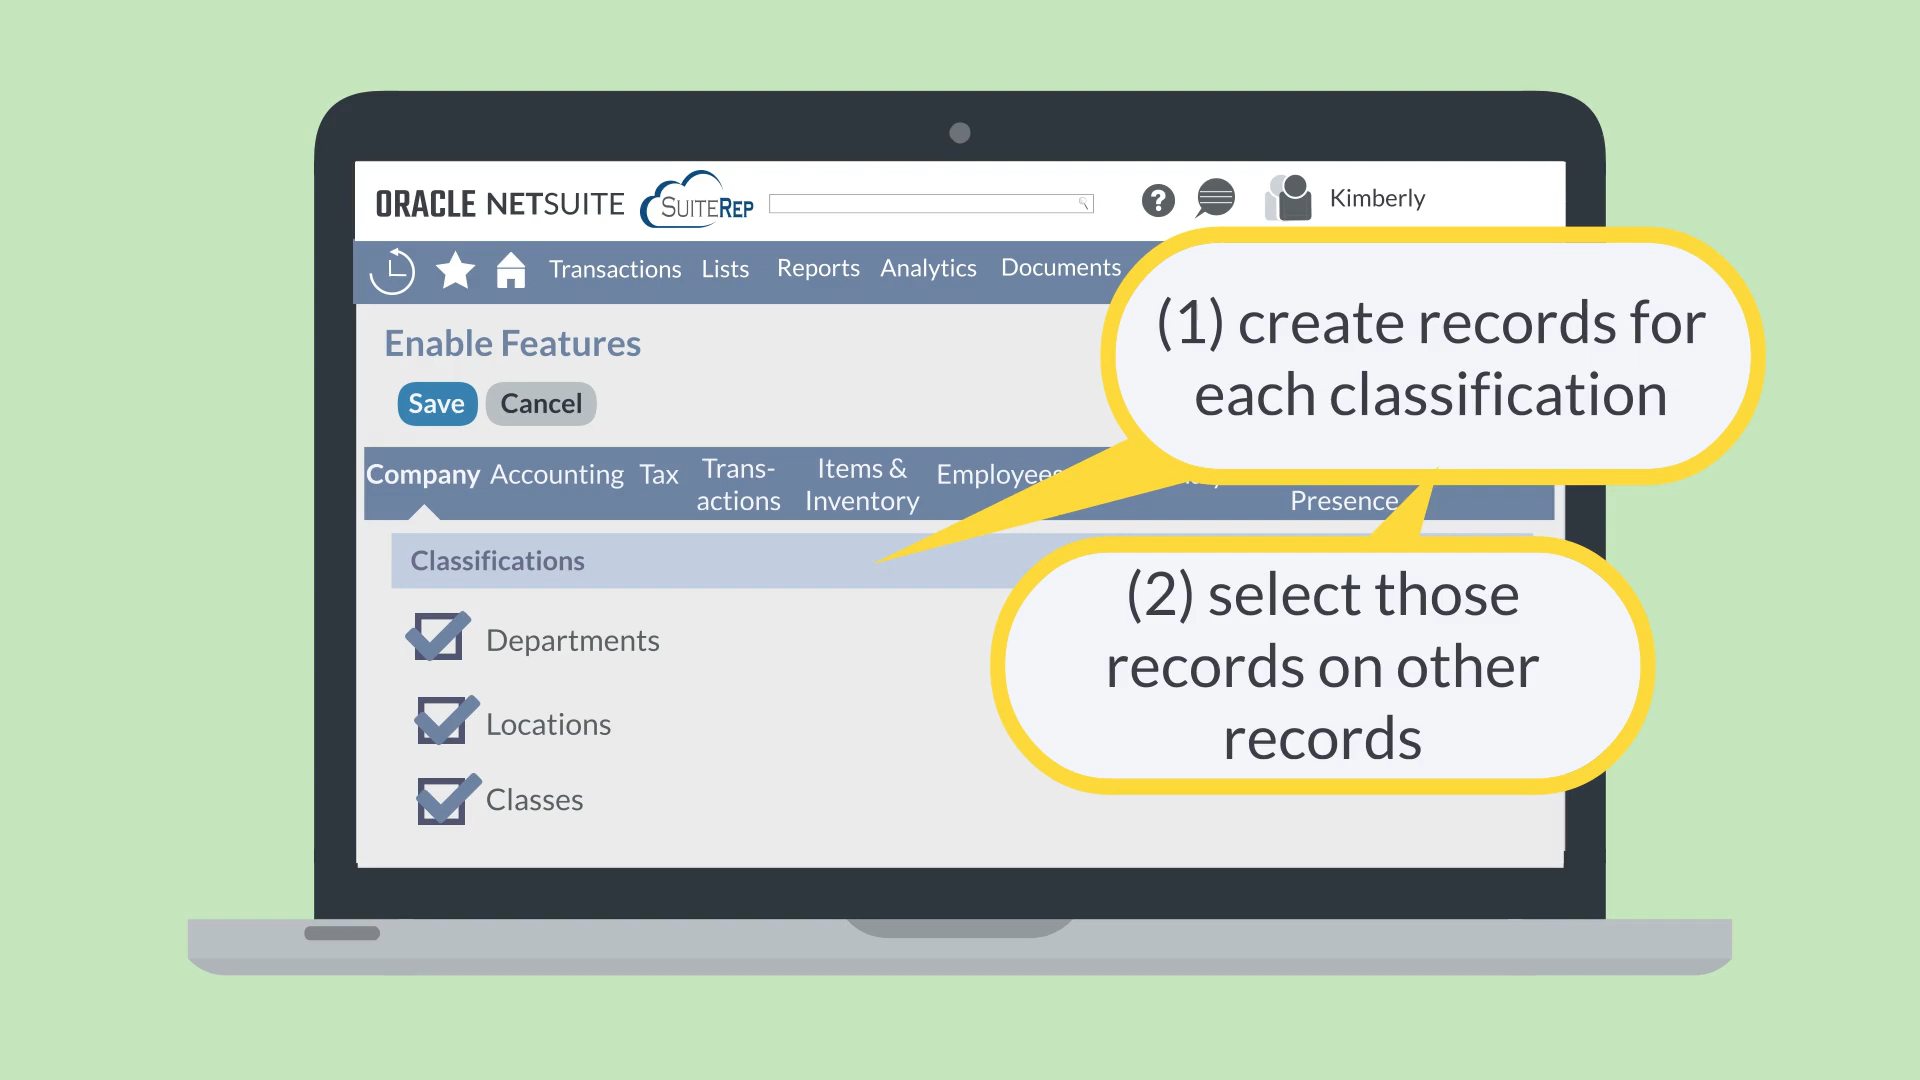 ORACLE NETSUITE SUITEREP Kimberly
Transactions Lists Reports Analytics Documents
Enable Features
Save Cancel
Company Accounting Tax Trans- Items & Employees
actions Inventory Presence
Classifications
Departments
Locations
Classes
(1) create records for
each classification
(2) select those
records on other
records